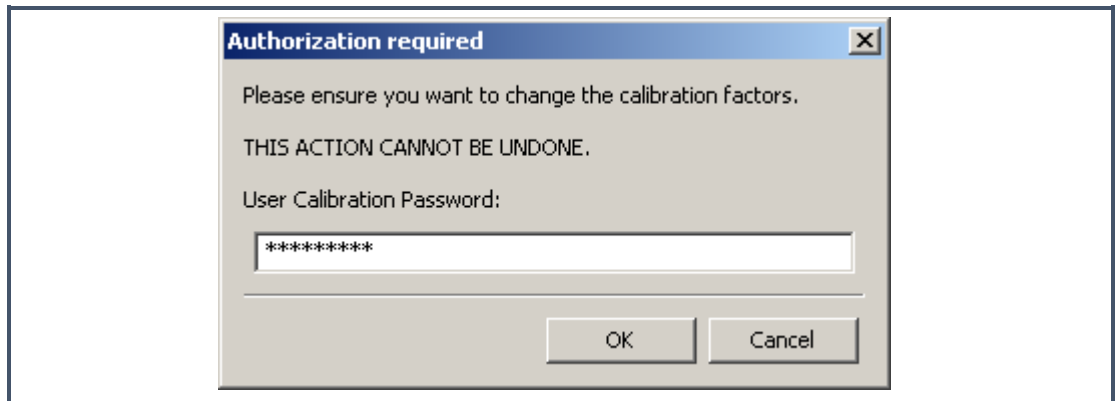 Authorization required
Please ensure you want to change the calibration factors.
THIS ACTION CANNOT BE UNDONE.
User Calibration Password:
*********
OK
Cancel